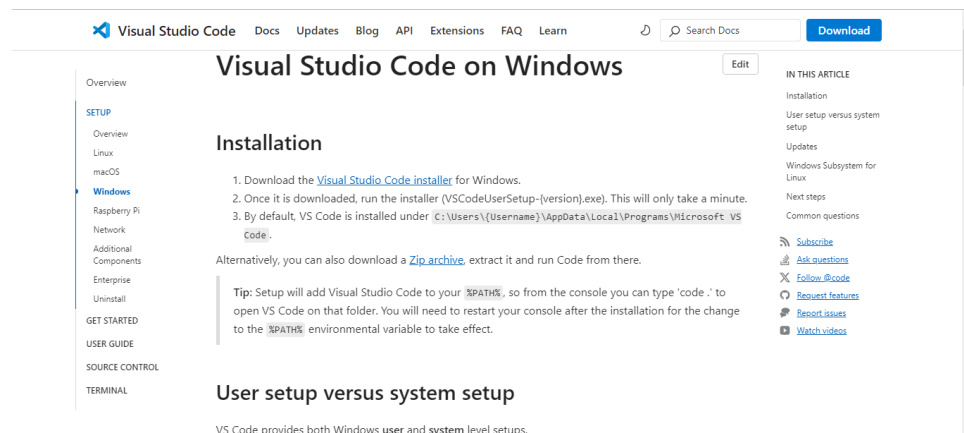 Visual Studio Code Docs Updates Blog API Extensions FAQ Learn Search Docs Download
Overview
SETUP
Overview
Linux
macOS
Windows
Raspberry Pi
Network
Additional
Components
Enterprise
Uninstall
GET STARTED
USER GUIDE
SOURCE CONTROL
TERMINAL
Visual Studio Code on Windows
Edit
Installation
1. Download the Visual Studio Code installer for Windows.
2. Once it is downloaded, run the installer (VSCodeUserSetup-{version}.exe). This will only take a minute.
3. By default, VS Code is installed under C:\Users\{Username}\AppData\Local\Programs\Microsoft VS
Code.
Alternatively, you can also download a Zip archive, extract it and run Code from there.
Tip: Setup will add Visual Studio Code to your %PATH%, so from the console you can type 'code .' to
open VS Code on that folder. You will need to restart your console after the installation for the change
to the %PATH% environmental variable to take effect.
User setup versus system setup
VS Code provides both Windows user and system level setups.
IN THIS ARTICLE
Installation
User setup versus system
setup
Updates
Windows Subsystem for
Linux
Next steps
Common questions
Subscribe
Ask questions
Follow @code
Request features
Report issues
Watch videos